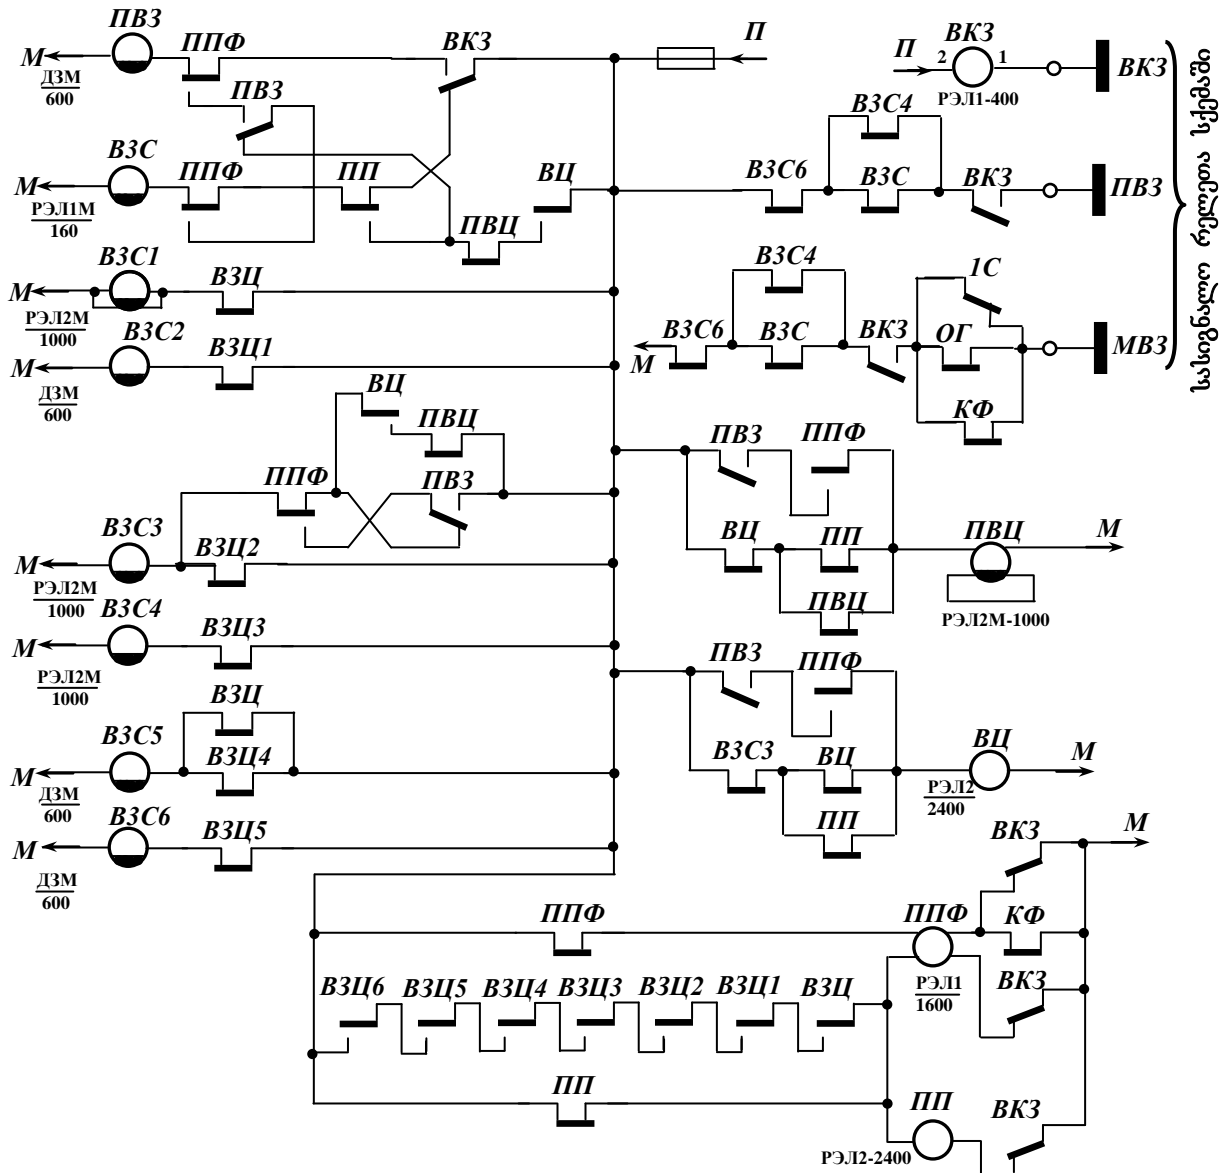 ПВЗ
ППФ
ВКЗ
П
М
ДЗМ
600
ПВЗ
ВЗС
ППФ
ПП
ВЦ
М
РЭЛ1М
160
ПВЦ
ВЗС1
ВЗЦ
М
РЭЛ2М
1000
ВЗС2
ВЗЦ1
М
ДЗМ
600
ВЦ
ПВЦ
ППФ
ПВЗ
ВЗС3
ВЗЦ2
М
РЭЛ2М
1000
ВЗС4
ВЗЦ3
М
РЭЛ2М
1000
ВЗЦ
ВЗС5
ВЗЦ4
М
ДЗМ
600
ВЗС6
ВЗЦ5
М
ДЗМ
600
ВКЗ
П
2
1
РЭЛ1-400
ВКЗ
ВЗС4
ВЗС6
ВЗС
ВКЗ
ПВЗ
ВЗС4
1С
ВЗС6
ВЗС
ВКЗ
ОГ
М
МВЗ
КФ
ПВЗ
ППФ
ВЦ
ПП
ПВЦ
М
ПВЦ
РЭЛ2М-1000
ПВЗ
ППФ
ВЗС3
ВЦ
ВЦ
М
РЭЛ2
2400
ПП
ВКЗ
М
ППФ
ППФ
КФ
ВЗЦ6
ВЗЦ5
ВЗЦ4
ВЗЦ3
ВЗЦ2
ВЗЦ1
ВЗЦ
РЭЛ1
1600
ВКЗ
ПП
ПП
ВКЗ
РЭЛ2-2400